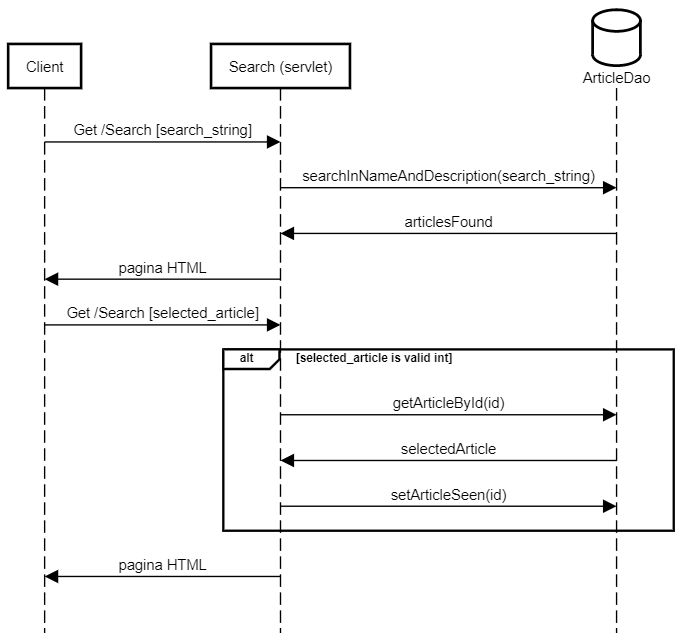 Client
Search (servlet)
ArticleDao
Get /Search [search_string]
searchInNameAndDescription(search_string)
articlesFound
pagina HTML
Get /Search [selected_article]
alt
[selected_article is valid int]
getArticleById(id)
selectedArticle
setArticleSeen(id)
pagina HTML